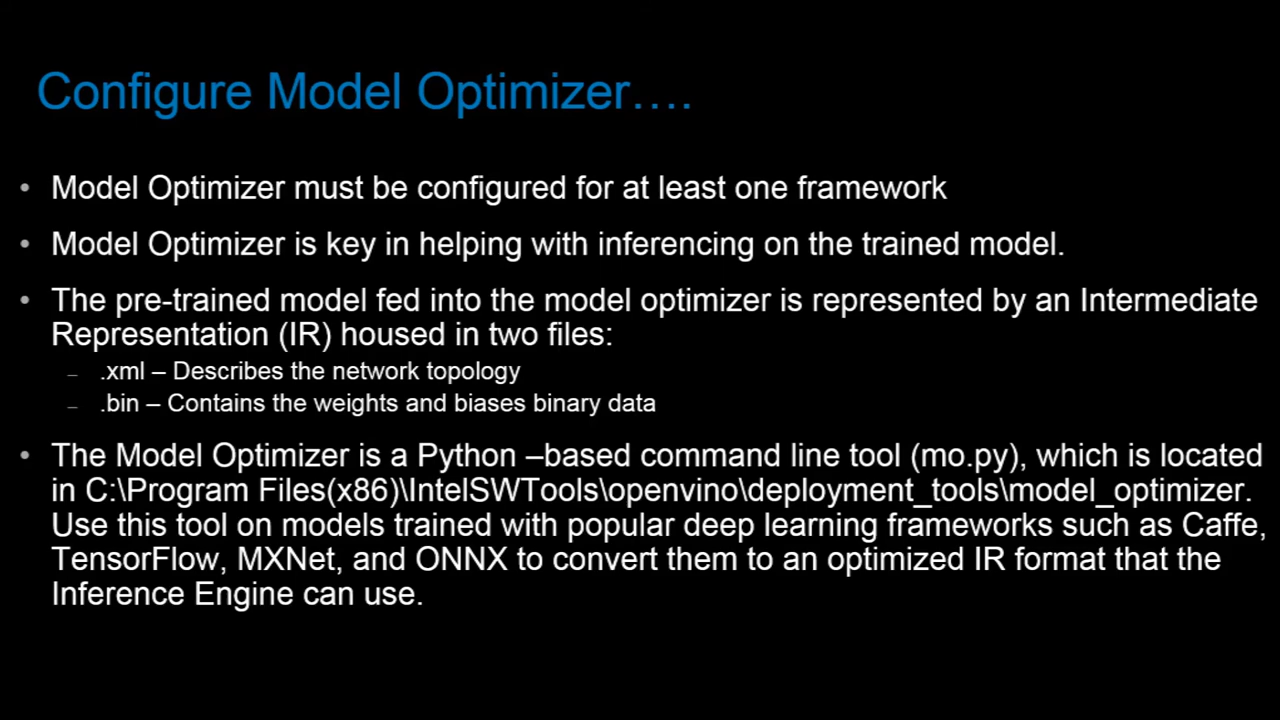 Configure Model Optimizer….
• Model Optimizer must be configured for at least one framework
• Model Optimizer is key in helping with inferencing on the trained model.
• The pre-trained model fed into the model optimizer is represented by an Intermediate
Representation (IR) housed in two files:
– .xml – Describes the network topology
– .bin – Contains the weights and biases binary data
• The Model Optimizer is a Python –based command line tool (mo.py), which is located
in C:\Program Files(x86)\IntelSWTools\openvino\deployment_tools\model_optimizer.
Use this tool on models trained with popular deep learning frameworks such as Caffe,
TensorFlow, MXNet, and ONNX to convert them to an optimized IR format that the
Inference Engine can use.